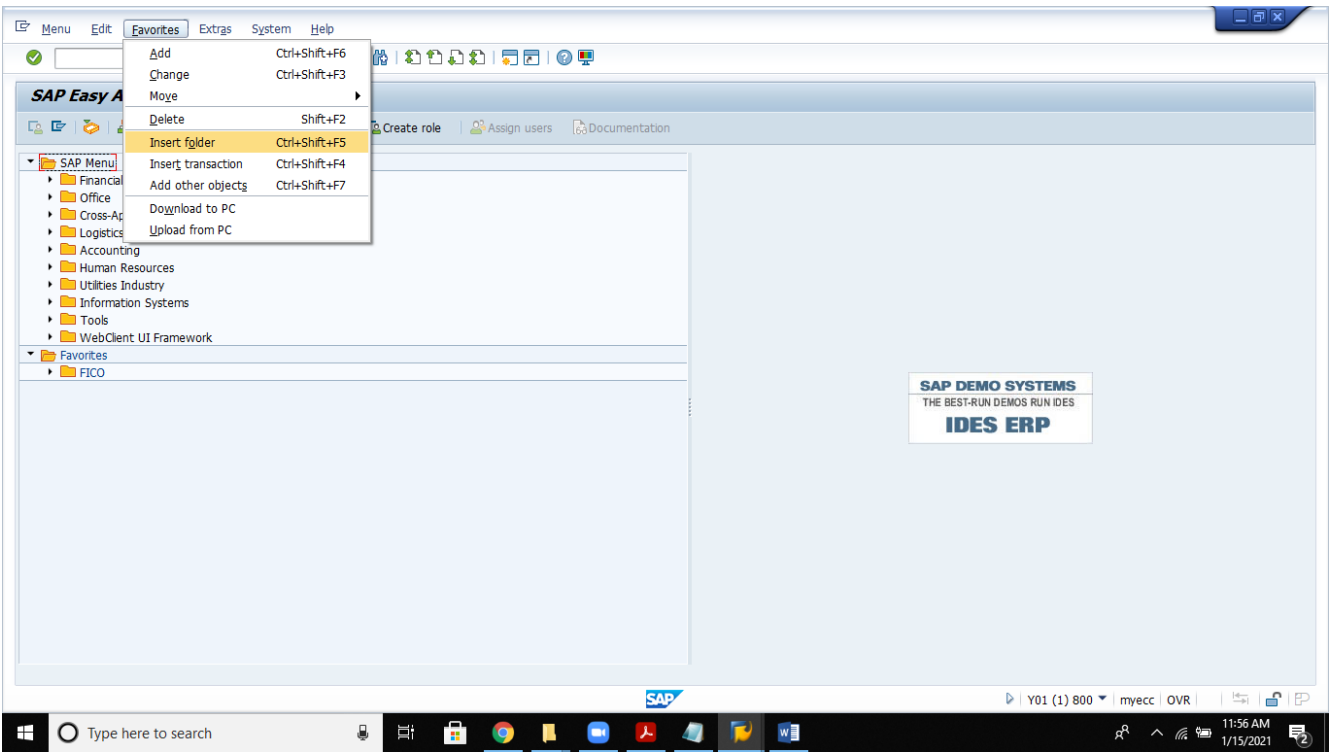 Menu Edit Favorites Extras System Help
Add Ctrl+Shift+F6
Change Ctrl+Shift+F3
SAP Easy A
Move
Delete Shift+F2
Create role Assign users Documentation
Insert folder Ctrl+Shift+F5
SAP Menu
Insert transaction Ctrl+Shift+F4
Financial
Add other objects Ctrl+Shift+F7
Office
Cross-Ap
Download to PC
Logistics
Upload from PC
Accounting
Human Resources
Utilities Industry
Information Systems
Tools
WebClient UI Framework
Favorites
FICO
SAP DEMO SYSTEMS
THE BEST-RUN DEMOS RUN IDES
IDES ERP
SAP
Y01 (1) 800 myecc OVR
Type here to search
11:56 AM
1/15/2021
2